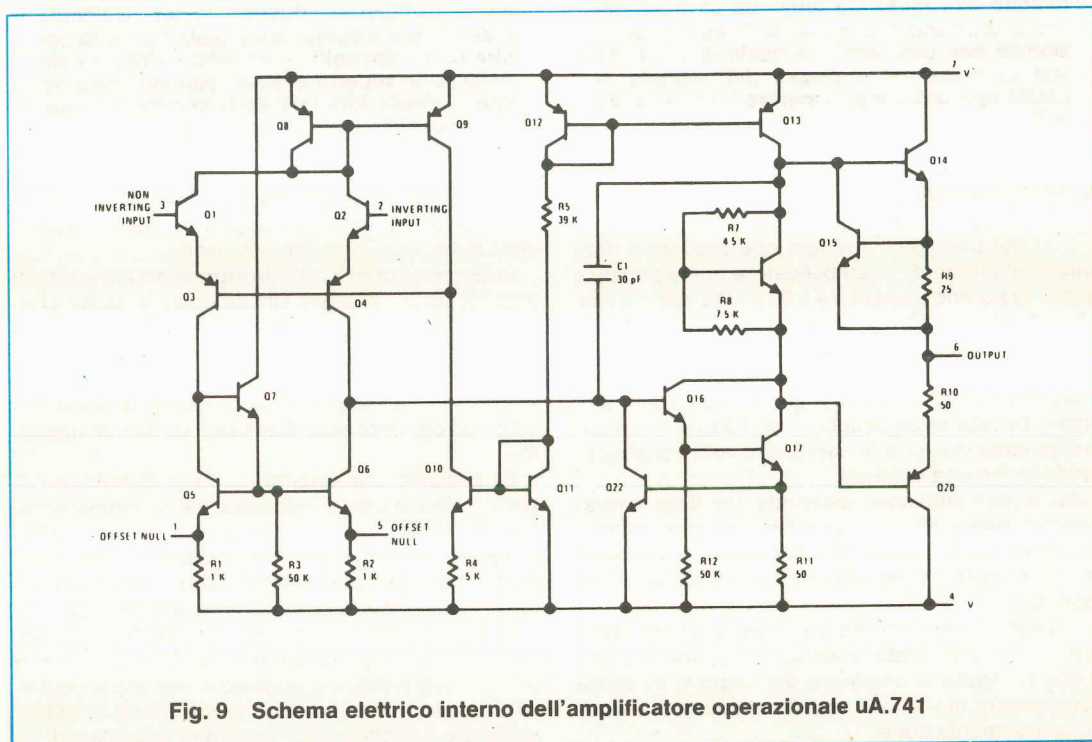 7 V+
Q8
Q9
Q12
Q13
Q14
NON
INVERTING
INPUT
3
Q1
Q2
2
INVERTING
INPUT
R5
39 K
R7
4.5 K
Q15
R9
25
Q3
Q4
C1
30 pF
R8
7.5 K
6
OUTPUT
Q7
Q16
R10
50
Q5
Q6
Q10
Q11
Q22
Q17
Q20
OFFSET NULL
1
5
OFFSET
NULL
R1
1 K
R3
50 K
R2
1 K
R4
5 K
R12
50 K
R11
50
4
V
Fig. 9 Schema elettrico interno dell'amplificatore operazionale uA.741